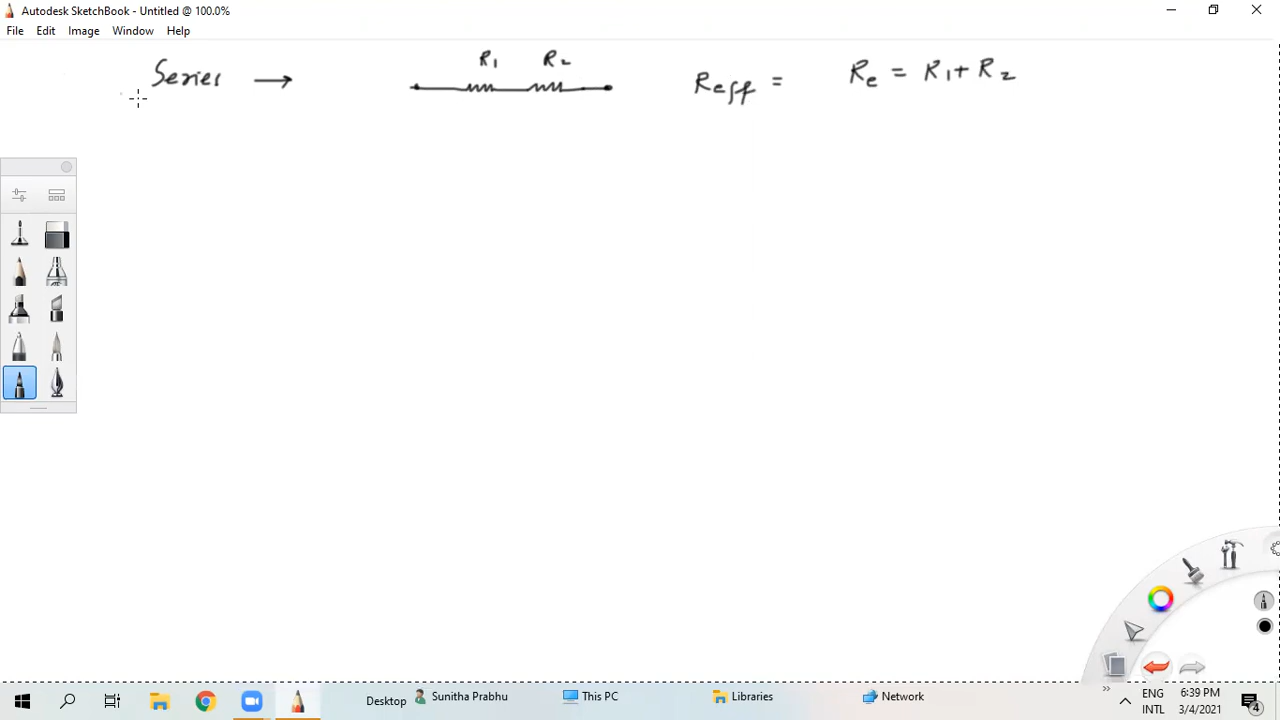 Autodesk SketchBook - Untitled @ 100.0%
File Edit Image Window Help
R1 R2
Series → Reff = Re = R1 + R2
Desktop Sunitha Prabhu This PC Libraries Network » ENG 6:39 PM
INTL 3/4/2021 4